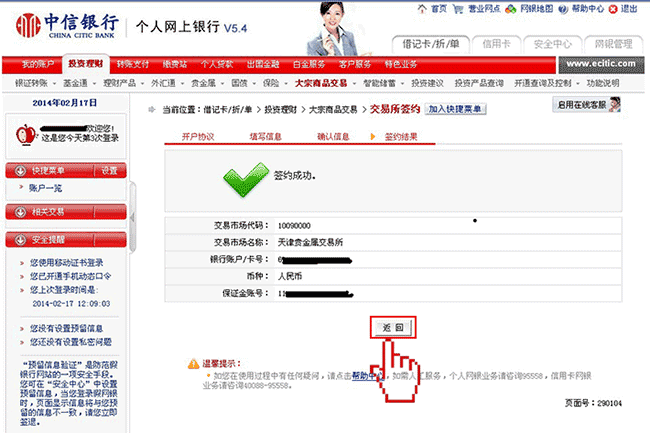 首页 营业网点 网银地图 帮助中心 退出
中信银行 个人网上银行 V5.4
CHINA CITIC BANK
借记卡/折/单 信用卡 安全中心 网银管理
我的账户 投资理财 转账支付 缴费站 个人贷款 出国金融 白金服务 客户服务 特色业务 www.ecitic.com
银证转账 基金通 理财产品 外汇通 贵金属 国债 保险 大宗商品交易 智能储蓄 投资建议 投资产品查询 开通查询及控制 功能说明
2014年02月17日
当前位置: 借记卡/折/单 > 投资理财 > 大宗商品交易 > 交易所签约 加入快捷菜单
启用在线客服
欢迎您!
这是您今天第3次登录
快捷菜单 设置
账户一览
相关交易
安全提醒
您使用移动证书登录
您已开通手机动态口令
您上一次登录时间为
2014-02-17 12:09:03
您没有设置预留信息
您还没有设置私密问题
“预留信息验证”是防范假
银行网站的一项安全手段。
您可在“安全中心”中设置
预留信息,当您登录假网银
时,页面显示信息将与您预
留的信息不一致,请您立即
签退。
开户协议 填写信息 确认信息 签约结果
签约成功。
交易市场代码: 10090000
交易市场名称: 天津贵金属交易所
银行账户/卡号: 6
币种: 人民币
保证金账号: 11
返 回
温馨提示:
如您在使用过程中有任何疑问,请点击帮助中心,如需人工服务,个人网银业务请咨询95558,信用卡网银
业务请咨询40088-95558.
页面号: 290104